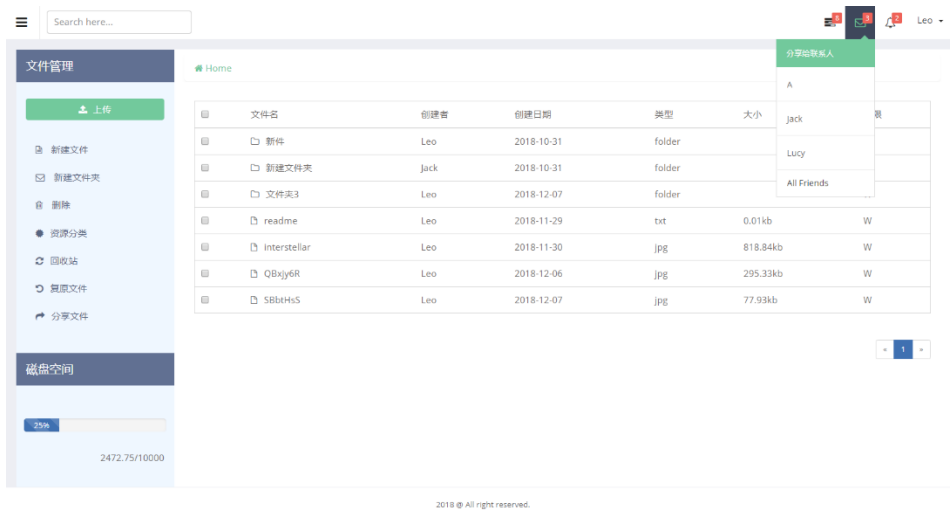 Search here...
8
3
2
Leo
文件管理
上传
新建文件
新建文件夹
删除
资源分类
回收站
复原文件
分享文件
磁盘空间
25%
2472.75/10000
Home
分享给联系人
A
Jack
Lucy
All Friends
文件名 创建者 创建日期 类型 大小 限
新件 Leo 2018-10-31 folder
新建文件夹 Jack 2018-10-31 folder
文件夹3 Leo 2018-12-07 folder
readme Leo 2018-11-29 txt 0.01kb W
Interstellar Leo 2018-11-30 jpg 818.84kb W
QBxjy6R Leo 2018-12-06 jpg 295.33kb W
SBbtHsS Leo 2018-12-07 jpg 77.93kb W
« 1 »
2018 @ All right reserved.